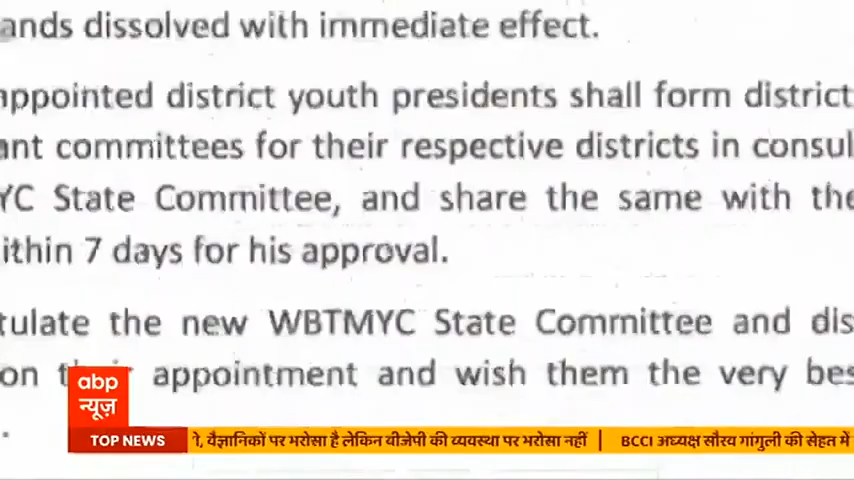 ands dissolved with immediate effect.
appointed district youth presidents shall form district
ant committees for their respective districts in consul
YC State Committee, and share the same with the
ithin 7 days for his approval.
tulate the new WBTMYC State Committee and dis
on their appointment and wish them the very bes
.
abp
न्यूज़
TOP NEWS
े, वैज्ञानिकों पर भरोसा है लेकिन बीजेपी की व्यवस्था पर भरोसा नहीं | BCCI अध्यक्ष सौरव गांगुली की सेहत में